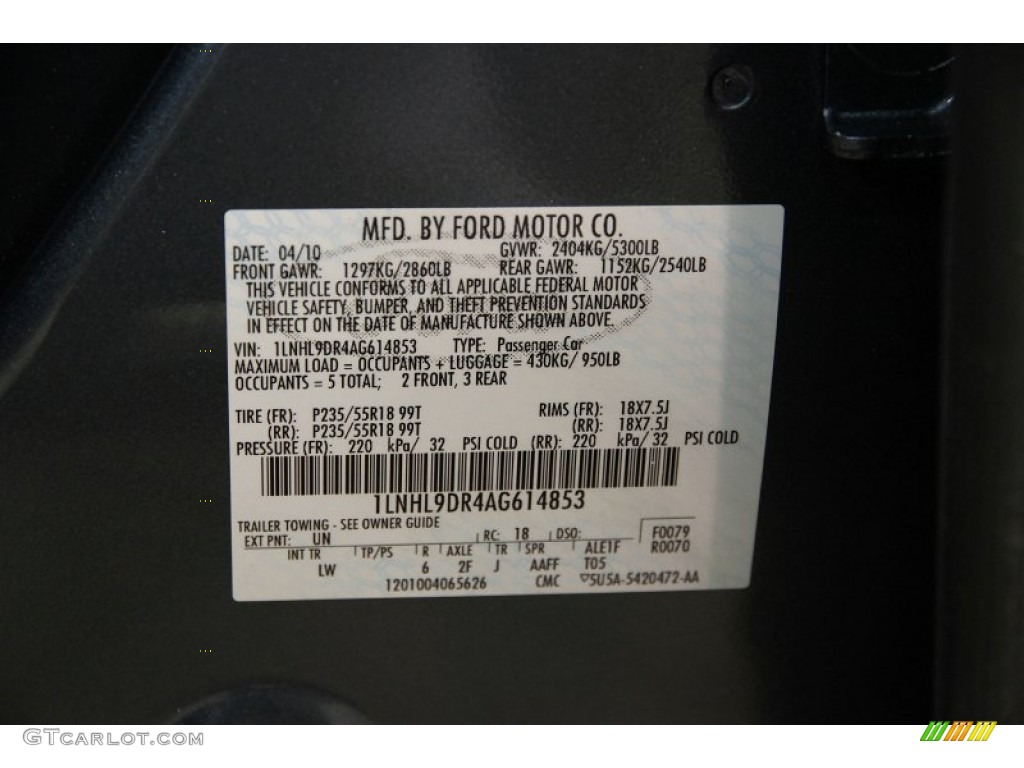 MFD. BY FORD MOTOR CO.
DATE: 04/10 GVWR: 2404KG/5300LB
FRONT GAWR: 1297KG/2860LB REAR GAWR: 1152KG/2540LB
THIS VEHICLE CONFORMS TO ALL APPLICABLE FEDERAL MOTOR
VEHICLE SAFETY, BUMPER, AND THEFT PREVENTION STANDARDS
IN EFFECT ON THE DATE OF MANUFACTURE SHOWN ABOVE.
VIN: 1LNHL9DR4AG614853 TYPE: Passenger Car
MAXIMUM LOAD = OCCUPANTS + LUGGAGE = 430KG/ 950LB
OCCUPANTS = 5 TOTAL; 2 FRONT, 3 REAR
TIRE (FR): P235/55R18 99T RIMS (FR): 18X7.5J
(RR): P235/55R18 99T (RR): 18X7.5J
PRESSURE (FR): 220 kPa/ 32 PSI COLD (RR): 220 kPa/ 32 PSI COLD
1LNHL9DR4AG614853
TRAILER TOWING - SEE OWNER GUIDE
EXT PNT: UN RC: 18 DSO: F0079
INT TR TP/PS R AXLE TR SPR ALE1F R0070
LW 6 2F J AAFF T05
1201004065626 CMC 5U5A-5420472-AA
GTCarLot.com